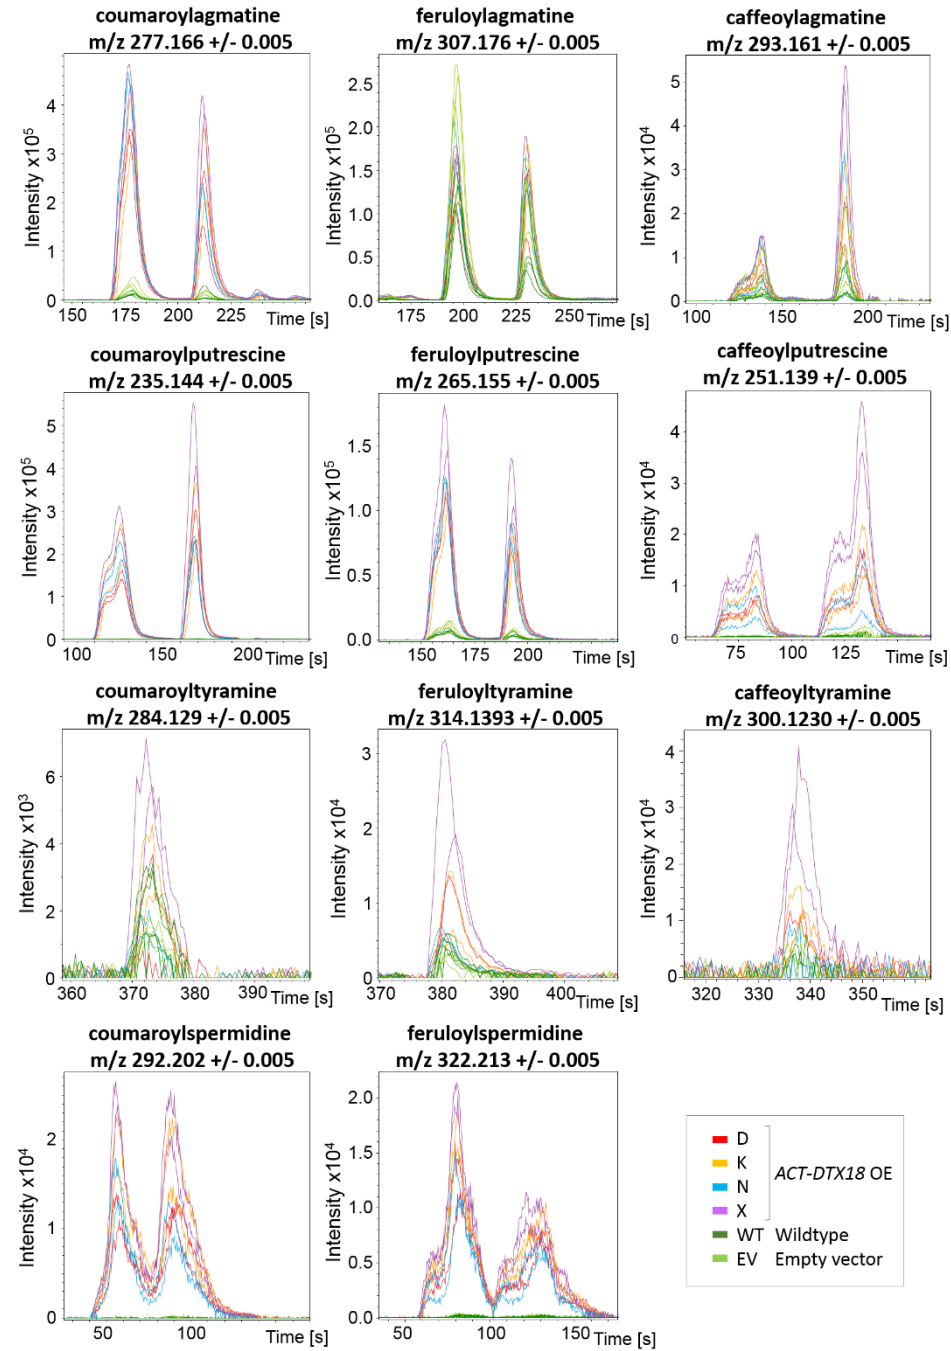 coumaroylagmatine
m/z 277.166 +/- 0.005
Intensity x10⁵
4
3
2
1
0
150
175
200
225
Time [s]
feruloylagmatine
m/z 307.176 +/- 0.005
Intensity x10⁵
2.5
2.0
1.5
1.0
0.5
0.0
200
250
250
Time [s]
caffeoylagmatine
m/z 293.161 +/- 0.005
Intensity x10⁴
5
4
3
2
1
0
100
150
200
Time [s]
coumaroylputrescine
m/z 235.144 +/- 0.005
Intensity x10⁵
5
4
3
2
1
0
100
150
200
Time [s]
feruloylputrescine
m/z 265.155 +/- 0.005
Intensity x10⁵
1.5
1.0
0.5
0.0
150
200
Time [s]
caffeoylputrescine
m/z 251.139 +/- 0.005
Intensity x10⁴
4
3
2
1
0
75
100
125
Time [s]
coumaroyltyramine
m/z 284.129 +/- 0.005
Intensity x10³
6
4
2
0
360
370
380
390
Time [s]
feruloyltyramine
m/z 314.1393 +/- 0.005
Intensity x10⁴
3
2
1
0
370
380
390
400
Time [s]
caffeoyltyramine
m/z 300.1230 +/- 0.005
Intensity x10⁴
4
3
2
1
0
320
330
340
350
Time [s]
coumaroylspermidine
m/z 292.202 +/- 0.005
Intensity x10⁴
2
1
0
50
100
Time [s]
feruloylspermidine
m/z 322.213 +/- 0.005
Intensity x10⁴
2.0
1.5
1.0
0.5
0.0
50
100
150
Time [s]
D
K
N
X
ACT-DTX18 OE
WT Wildtype
EV Empty vector